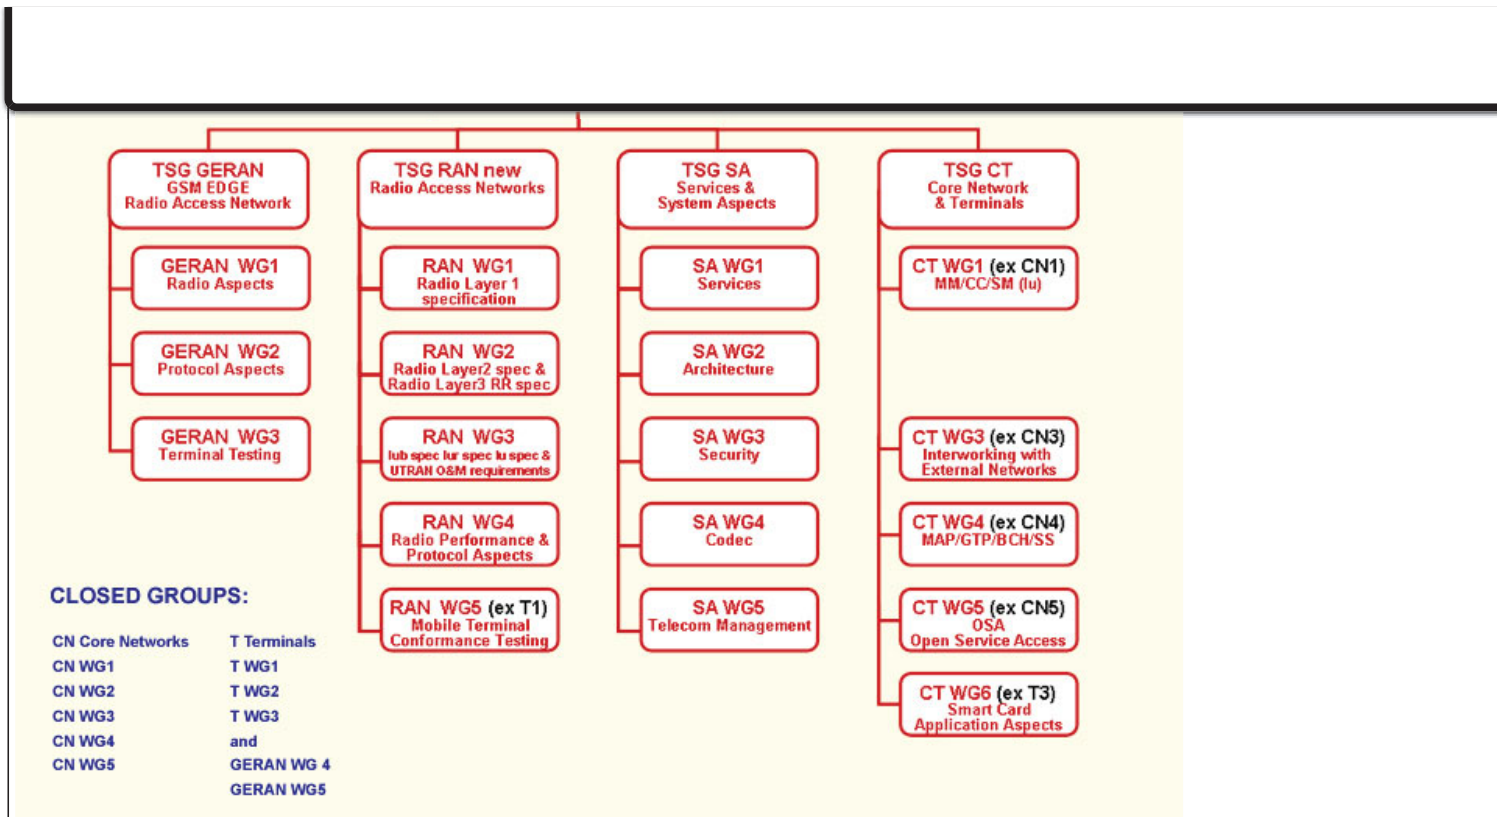 TSG GERAN
GSM EDGE
Radio Access Network
GERAN WG1
Radio Aspects
GERAN WG2
Protocol Aspects
GERAN WG3
Terminal Testing
TSG RAN new
Radio Access Networks
RAN WG1
Radio Layer 1
specification
RAN WG2
Radio Layer2 spec &
Radio Layer3 RR spec
RAN WG3
Iub spec Iur spec Iu spec &
UTRAN O&M requirements
RAN WG4
Radio Performance &
Protocol Aspects
RAN WG5 (ex T1)
Mobile Terminal
Conformance Testing
TSG SA
Services &
System Aspects
SA WG1
Services
SA WG2
Architecture
SA WG3
Security
SA WG4
Codec
SA WG5
Telecom Management
TSG CT
Core Network
& Terminals
CT WG1 (ex CN1)
MM/CC/SM (Iu)
CT WG3 (ex CN3)
Interworking with
External Networks
CT WG4 (ex CN4)
MAP/GTP/BCH/SS
CT WG5 (ex CN5)
OSA
Open Service Access
CT WG6 (ex T3)
Smart Card
Application Aspects
CLOSED GROUPS:
CN Core Networks
CN WG1
CN WG2
CN WG3
CN WG4
CN WG5
T Terminals
T WG1
T WG2
T WG3
and
GERAN WG 4
GERAN WG5